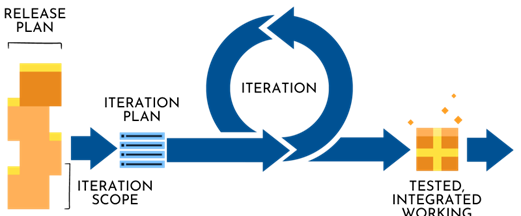 RELEASE
PLAN
ITERATION
PLAN
ITERATION
ITERATION
SCOPE
TESTED,
INTEGRATED
WORKING